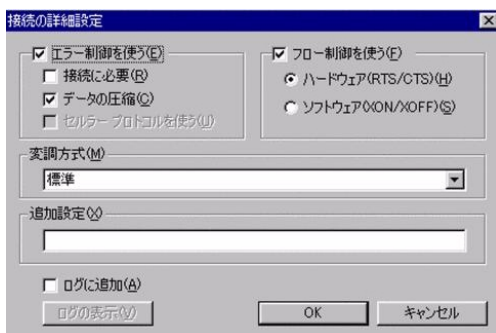 接続の詳細設定
エラー制御を使う(E)
接続に必要(R)
データの圧縮(C)
セルラー プロトコルを使う(U)
フロー制御を使う(F)
ハードウェア(RTS/CTS)(H)
ソフトウェア(XON/XOFF)(S)
変調方式(M)
標準
追加設定(X)
ログに追加(A)
ログの表示(V)
OK
キャンセル